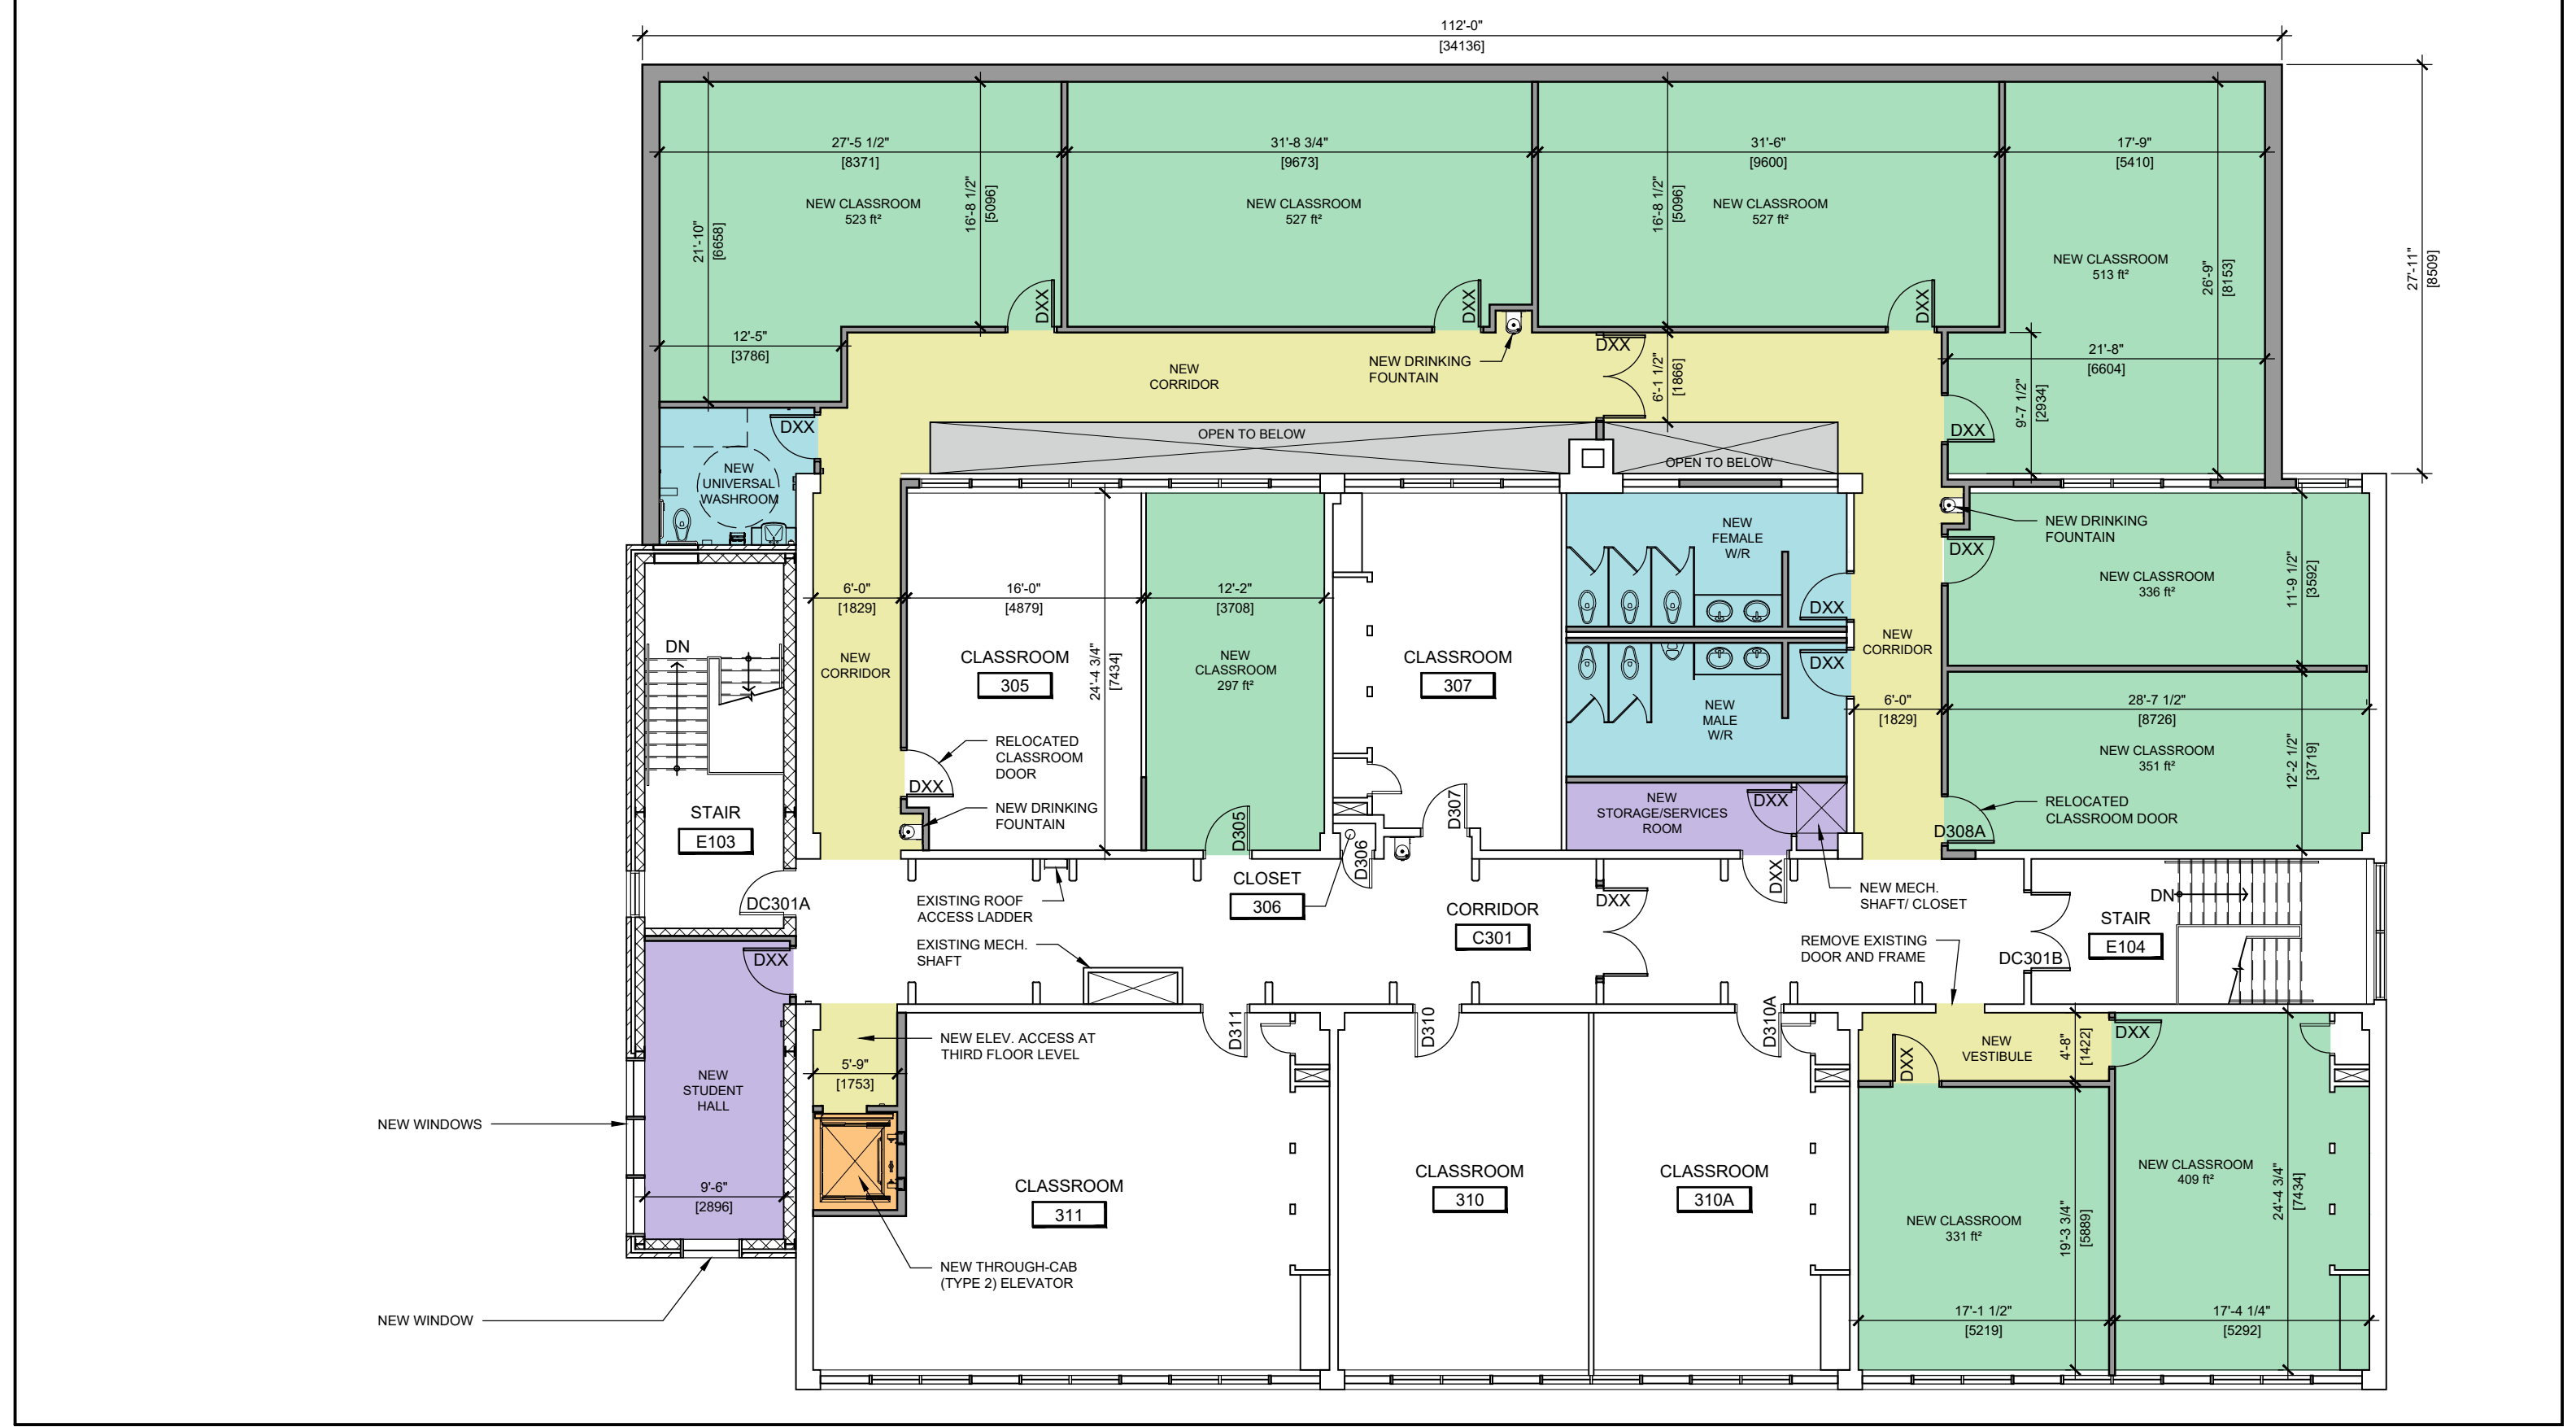 112'-0"
[34136]
27'-5 1/2"
[8371]
31'-8 3/4"
[9673]
31'-6"
[9600]
17'-9"
[5410]
NEW CLASSROOM
523 ft²
NEW CLASSROOM
527 ft²
NEW CLASSROOM
527 ft²
NEW CLASSROOM
513 ft²
21'-10"
[6658]
16'-8 1/2"
[5096]
16'-8 1/2"
[5096]
26'-9"
[8153]
27'-11"
[8509]
DXX
DXX
DXX
12'-5"
[3786]
NEW
CORRIDOR
NEW DRINKING
FOUNTAIN
DXX
6'-1 1/2"
[1866]
21'-8"
[6604]
9'-7 1/2"
[2934]
DXX
DXX
OPEN TO BELOW
OPEN TO BELOW
NEW
UNIVERSAL
WASHROOM
NEW
FEMALE
W/R
NEW DRINKING
FOUNTAIN
DXX
NEW CLASSROOM
336 ft²
11'-9 1/2"
[3592]
6'-0"
[1829]
16'-0"
[4879]
12'-2"
[3708]
DXX
DN
NEW
CORRIDOR
CLASSROOM
305
24'-4 3/4"
[7434]
NEW
CLASSROOM
297 ft²
CLASSROOM
307
NEW
CORRIDOR
DXX
NEW
MALE
W/R
6'-0"
[1829]
28'-7 1/2"
[8726]
NEW CLASSROOM
351 ft²
12'-2 1/2"
[3719]
RELOCATED
CLASSROOM
DOOR
DXX
NEW DRINKING
FOUNTAIN
STAIR
E103
D305
D307
D306
NEW
STORAGE/SERVICES
ROOM
DXX
RELOCATED
CLASSROOM DOOR
D308A
DC301A
EXISTING ROOF
ACCESS LADDER
CLOSET
306
CORRIDOR
C301
DXX
DXX
NEW MECH.
SHAFT/ CLOSET
DN
STAIR
E104
EXISTING MECH.
SHAFT
REMOVE EXISTING
DOOR AND FRAME
DC301B
DXX
NEW ELEV. ACCESS AT
THIRD FLOOR LEVEL
D311
D310
D310A
DXX
NEW
VESTIBULE
4'-8"
[1422]
DXX
5'-9"
[1753]
NEW
STUDENT
HALL
NEW WINDOWS
9'-6"
[2896]
CLASSROOM
311
CLASSROOM
310
CLASSROOM
310A
NEW CLASSROOM
331 ft²
19'-3 3/4"
[5889]
NEW CLASSROOM
409 ft²
24'-4 3/4"
[7434]
NEW THROUGH-CAB
(TYPE 2) ELEVATOR
NEW WINDOW
17'-1 1/2"
[5219]
17'-4 1/4"
[5292]